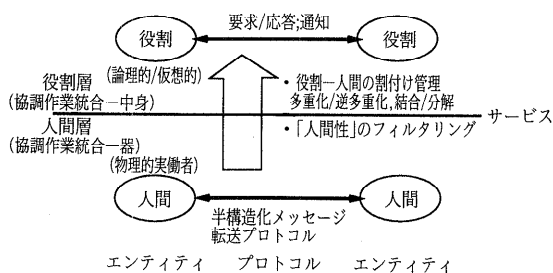 要求/応答;通知
役割 役割
(論理的/仮想的)
役割層
(協調作業統合―中身)
・役割―人間の割付け管理
多重化/逆多重化,結合/分解
サービス
人間層
(協調作業統合―器)
・「人間性」のフィルタリング
(物理的実働者)
人間 人間
半構造化メッセージ
転送プロトコル
エンティティ プロトコル エンティティ